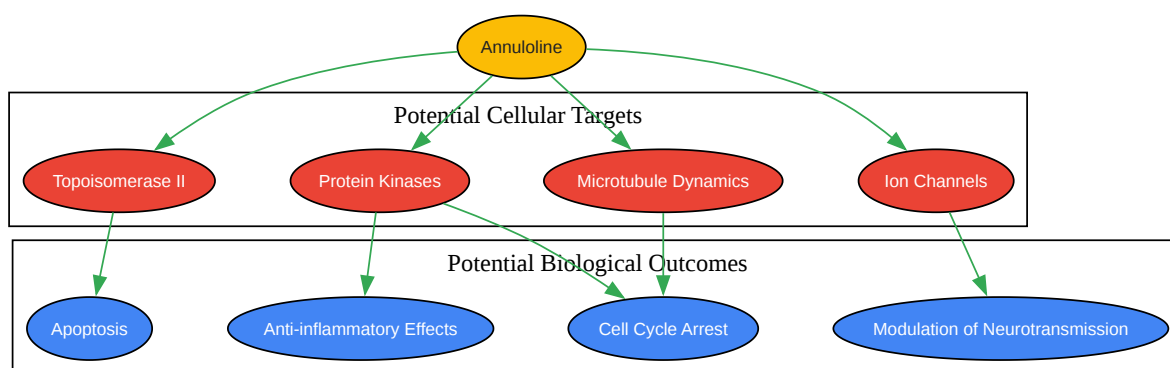 Annuloline
Potential Cellular Targets
Topoisomerase II
Protein Kinases
Microtubule Dynamics
Ion Channels
Potential Biological Outcomes
Apoptosis
Anti-inflammatory Effects
Cell Cycle Arrest
Modulation of Neurotransmission